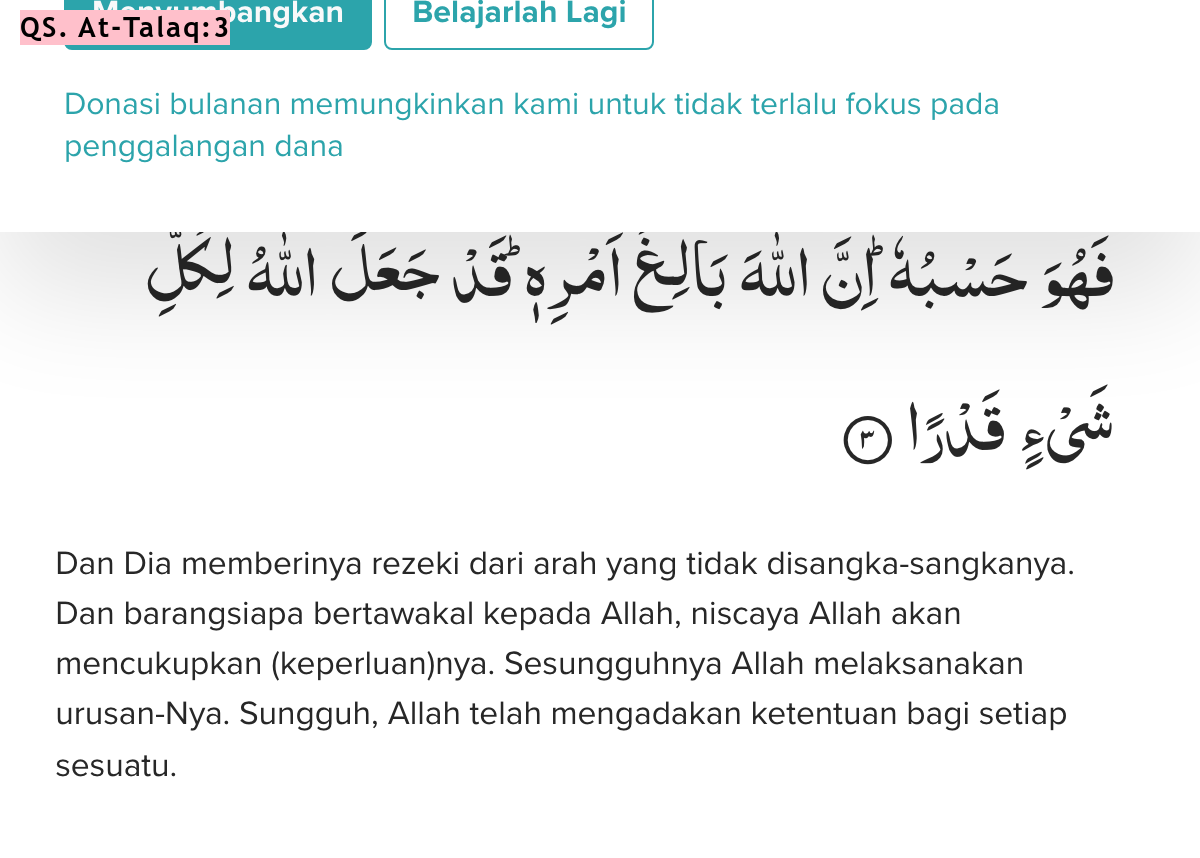 QS. At-Talaq:3
Belajarlah Lagi
Donasi bulanan memungkinkan kami untuk tidak terlalu fokus pada
penggalangan dana
فَهُوَ حَسْبُهٗ ۗاِنَّ اللّٰهَ بَالِغُ اَمْرِهٖ ۗقَدْ جَعَلَ اللّٰهُ لِكُلِّ
شَيْءٍ قَدْرًا ٣
Dan Dia memberinya rezeki dari arah yang tidak disangka-sangkanya.
Dan barangsiapa bertawakal kepada Allah, niscaya Allah akan
mencukupkan (keperluan)nya. Sesungguhnya Allah melaksanakan
urusan-Nya. Sungguh, Allah telah mengadakan ketentuan bagi setiap
sesuatu.